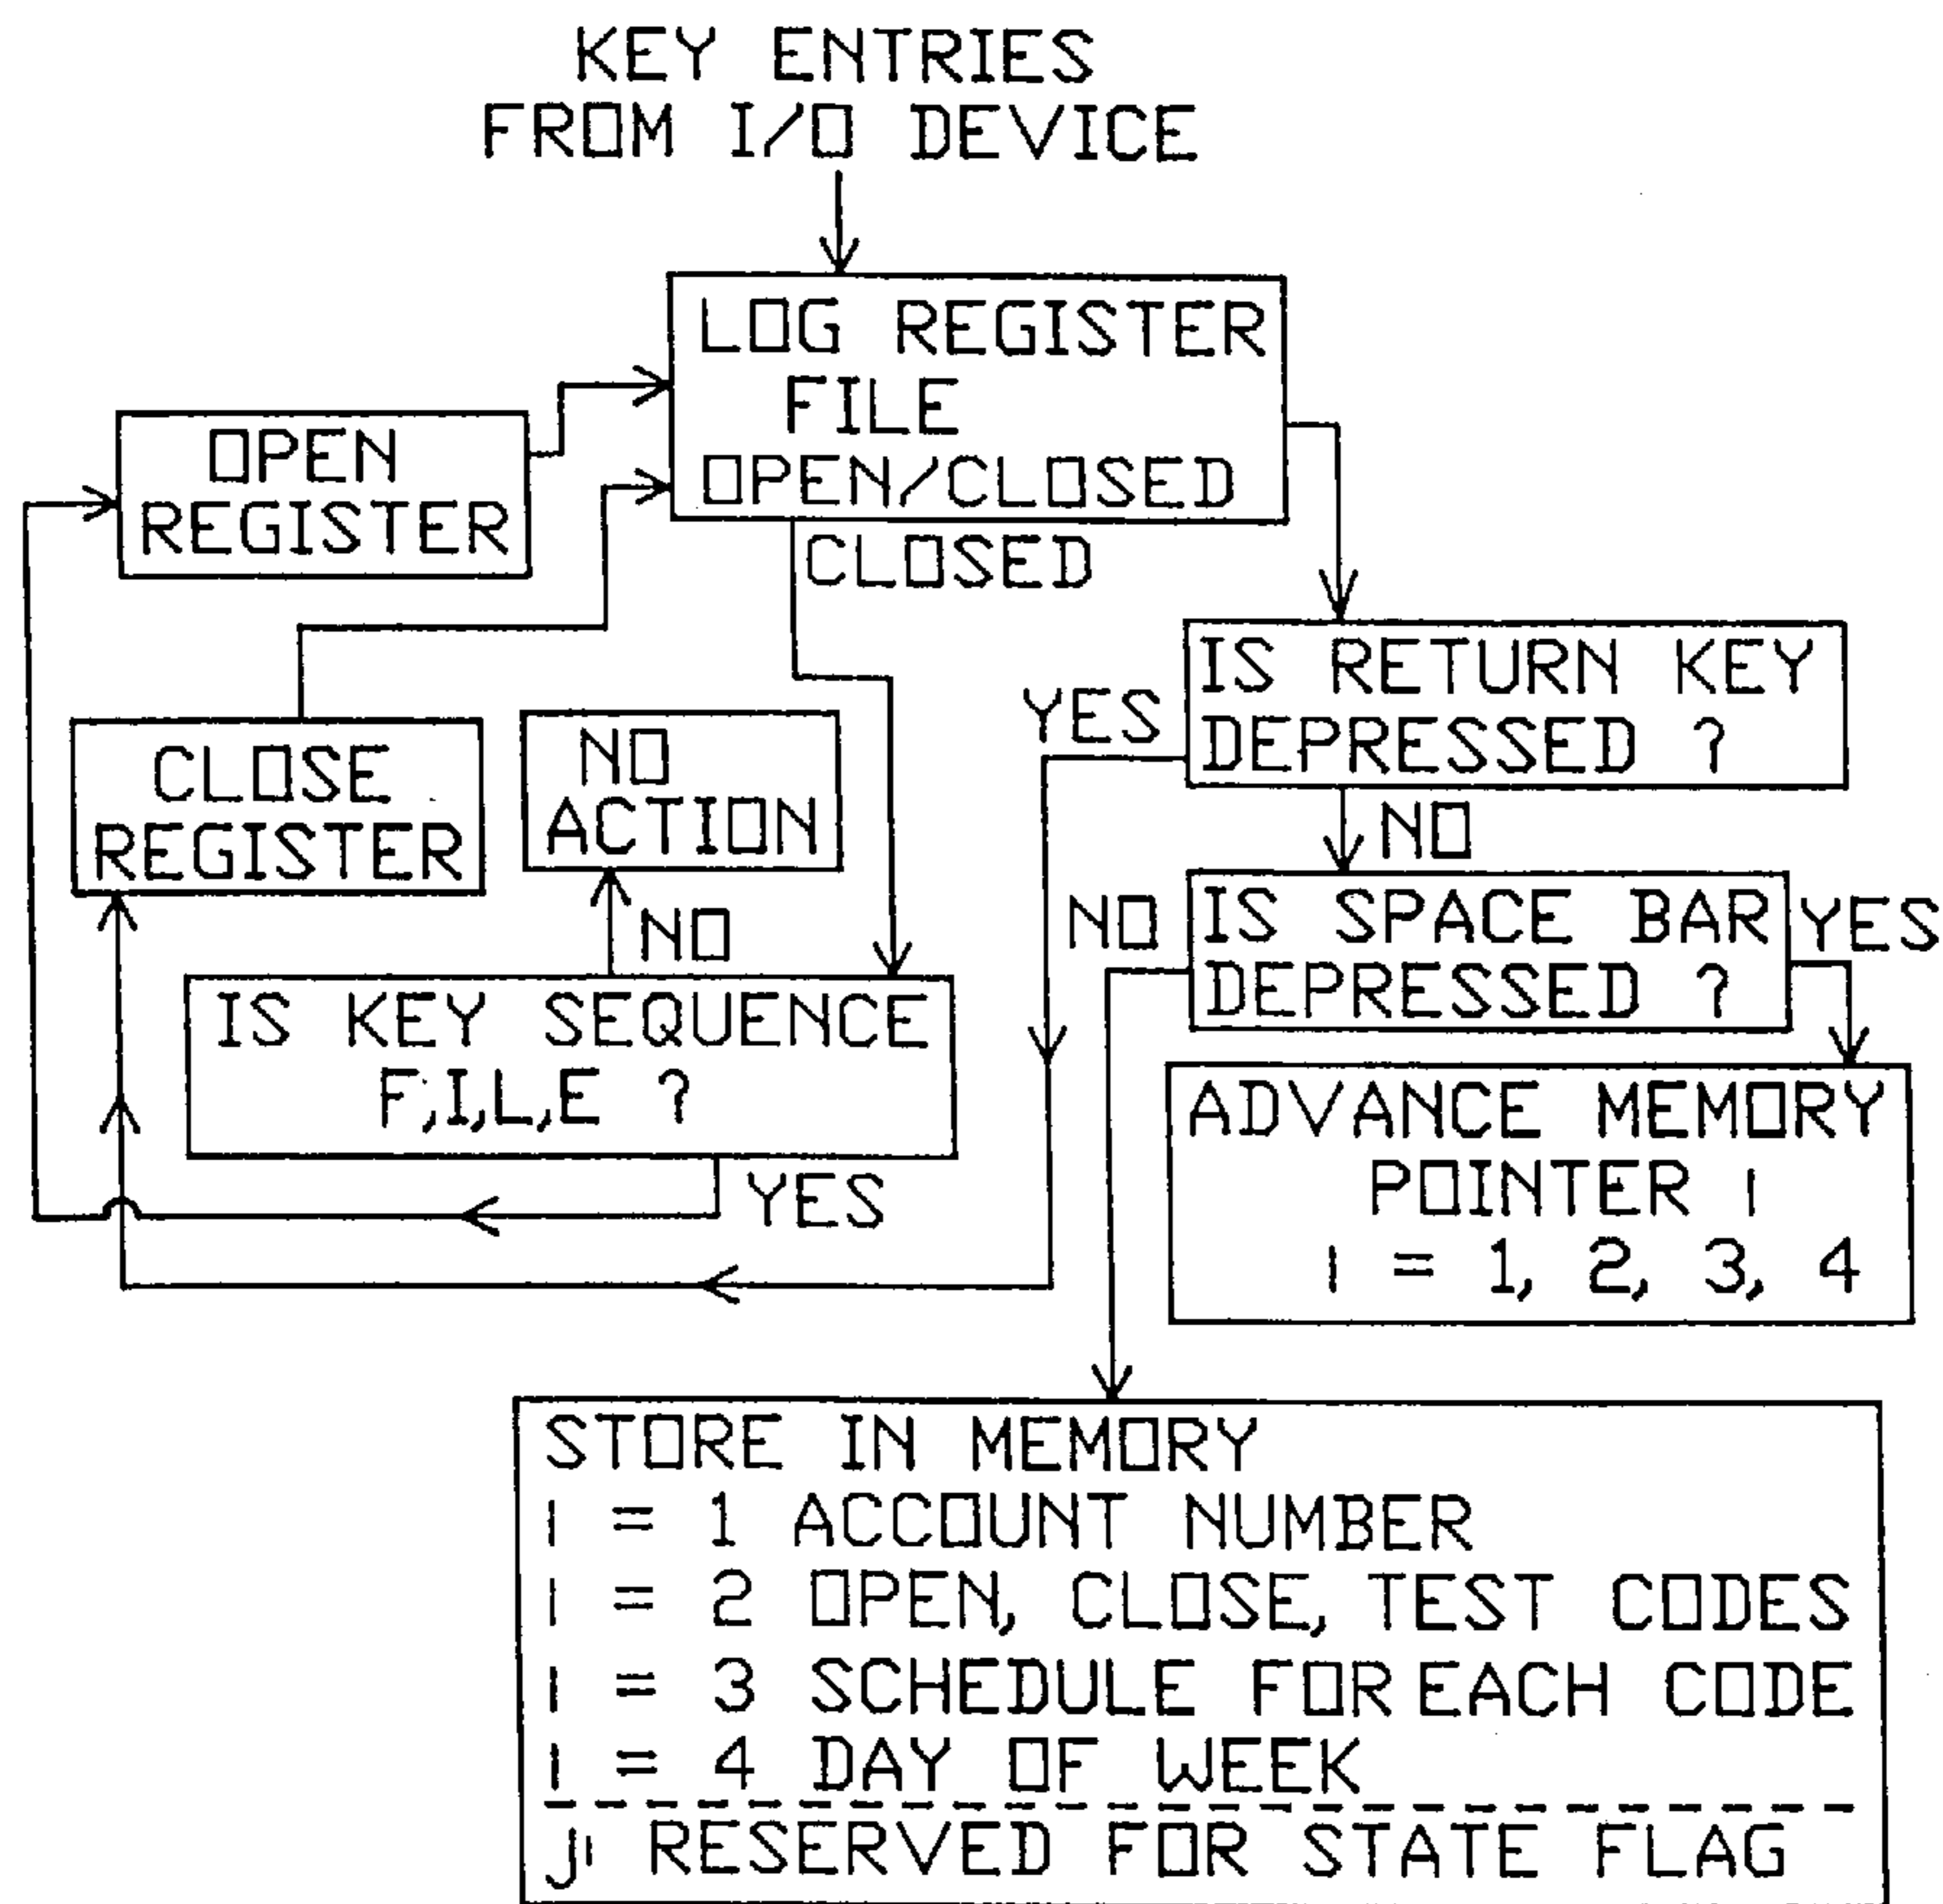 KEY ENTRIES
FROM I/O DEVICE
LOG REGISTER
FILE
OPEN/CLOSED
OPEN
REGISTER
CLOSED
IS RETURN KEY
DEPRESSED ?
YES
NO
CLOSE
REGISTER
NO
ACTION
NO
IS KEY SEQUENCE
F,I,L,E ?
YES
NO
IS SPACE BAR
DEPRESSED ?
YES
ADVANCE MEMORY
POINTER i
i = 1, 2, 3, 4
STORE IN MEMORY
i = 1 ACCOUNT NUMBER
i = 2 OPEN, CLOSE, TEST CODES
i = 3 SCHEDULE FOR EACH CODE
i = 4 DAY OF WEEK
ji RESERVED FOR STATE FLAG